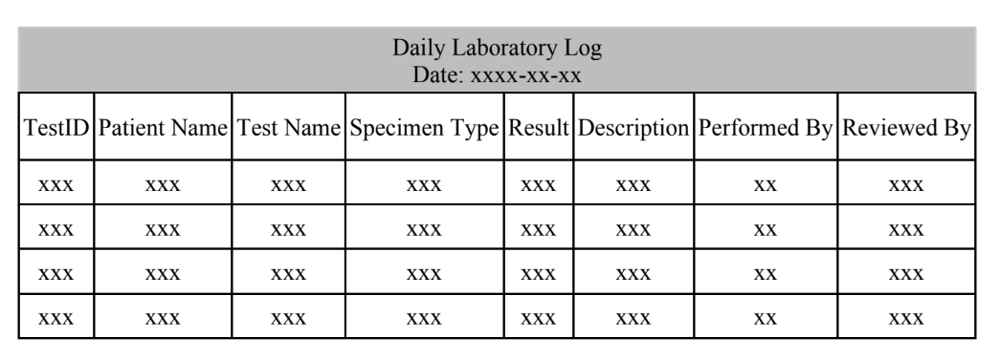 Daily Laboratory Log
Date: xxxx-xx-xx
TestID Patient Name Test Name Specimen Type Result Description Performed By Reviewed By
xxx xxx xxx xxx xxx xxx xx xxx
xxx xxx xxx xxx xxx xxx xx xxx
xxx xxx xxx xxx xxx xxx xx xxx
xxx xxx xxx xxx xxx xxx xx xxx